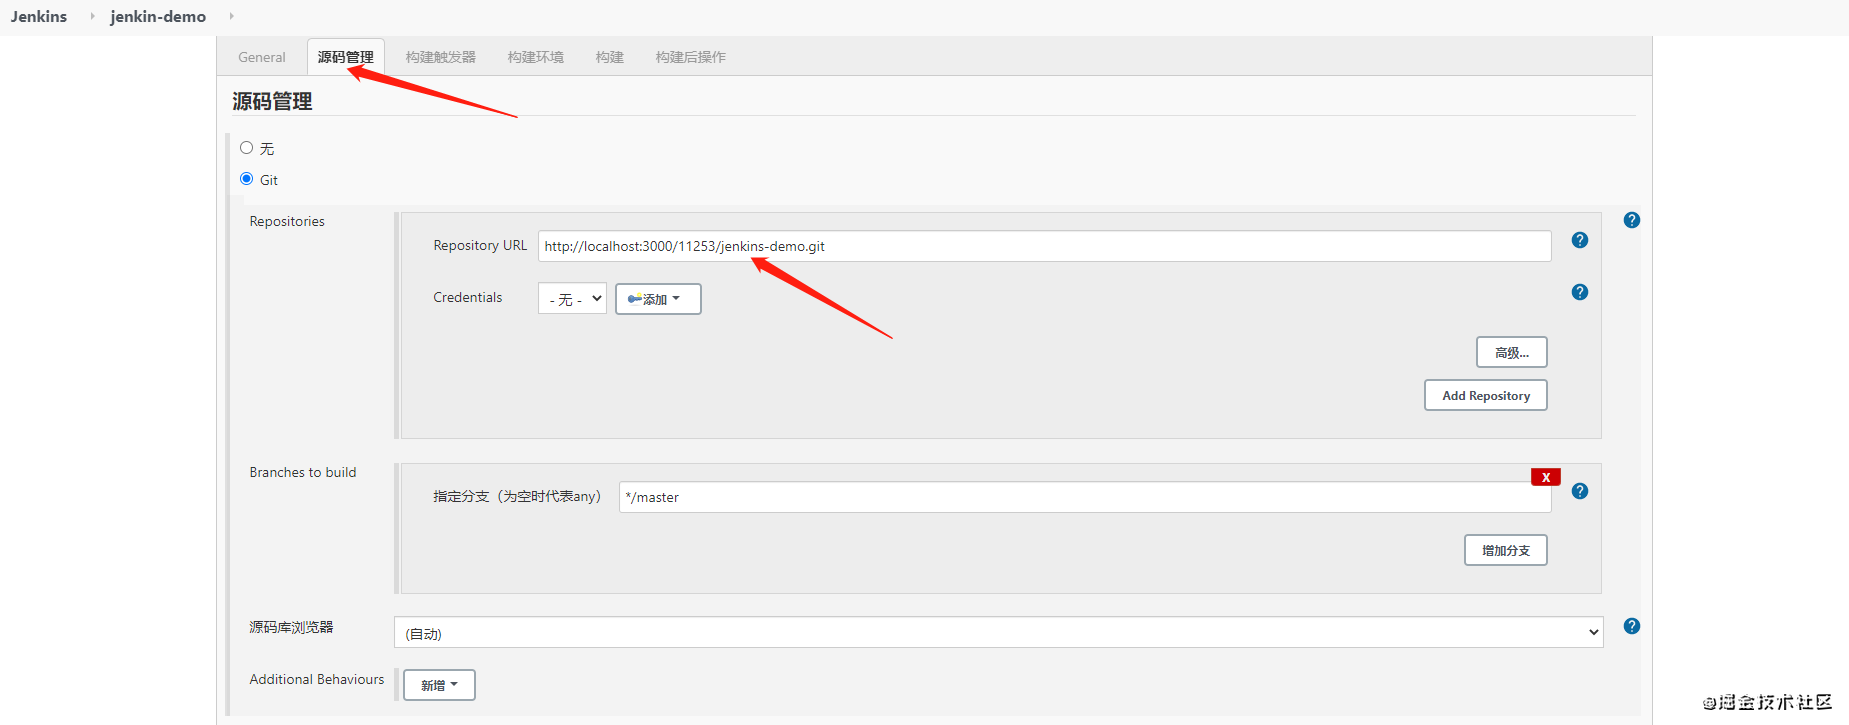 Jenkins jenkin-demo
General 源码管理 构建触发器 构建环境 构建 构建后操作
源码管理
无
Git
Repositories
Repository URL http://localhost:3000/11253/jenkins-demo.git
Credentials - 无 - 添加
高级...
Add Repository
Branches to build
X
指定分支（为空时代表any） */master
增加分支
源码库浏览器 (自动)
Additional Behaviours 新增
@掘金技术社区